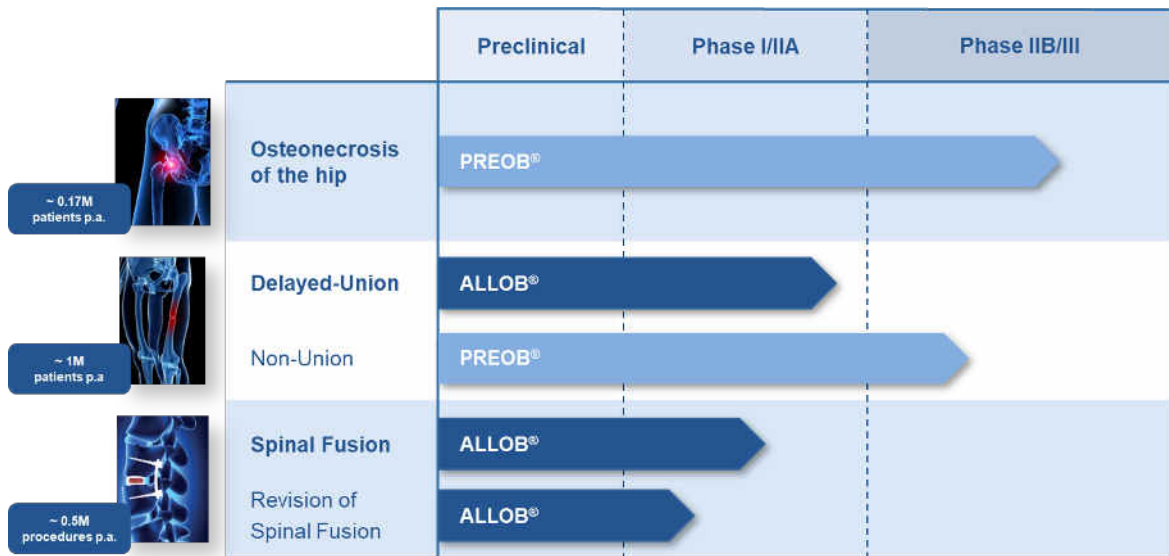 Preclinical
Phase I/IIA
Phase IIB/III
Osteonecrosis
of the hip
PREOB®
~ 0.17M
patients p.a.
Delayed-Union
ALLOB®
Non-Union
PREOB®
~ 1M
patients p.a
Spinal Fusion
ALLOB®
Revision of
Spinal Fusion
ALLOB®
~ 0.5M
procedures p.a.